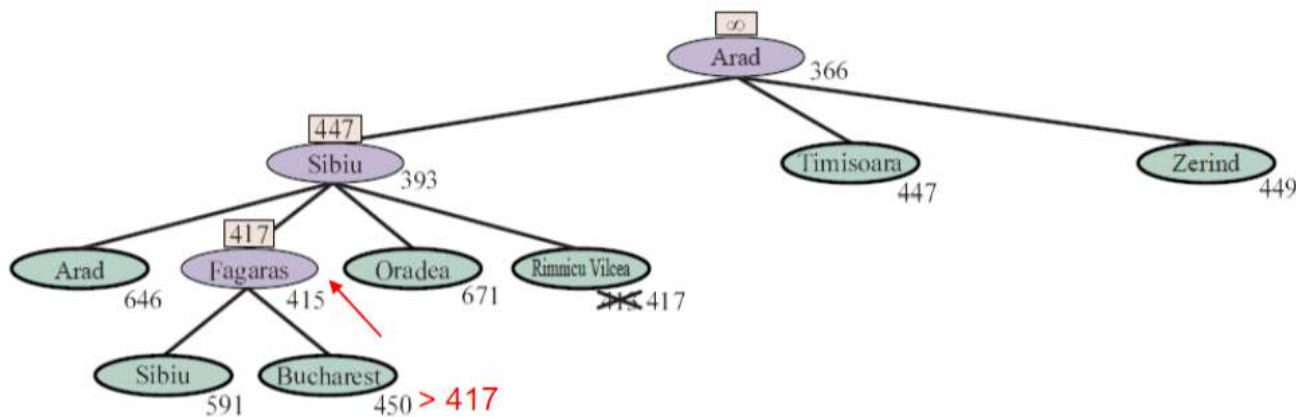 ∞
Arad
366
447
Sibiu
393
Timisoara
447
Zerind
449
Arad
646
417
Fagaras
415
Oradea
671
Rimnicu Vilcea
413 417
Sibiu
591
Bucharest
450 > 417